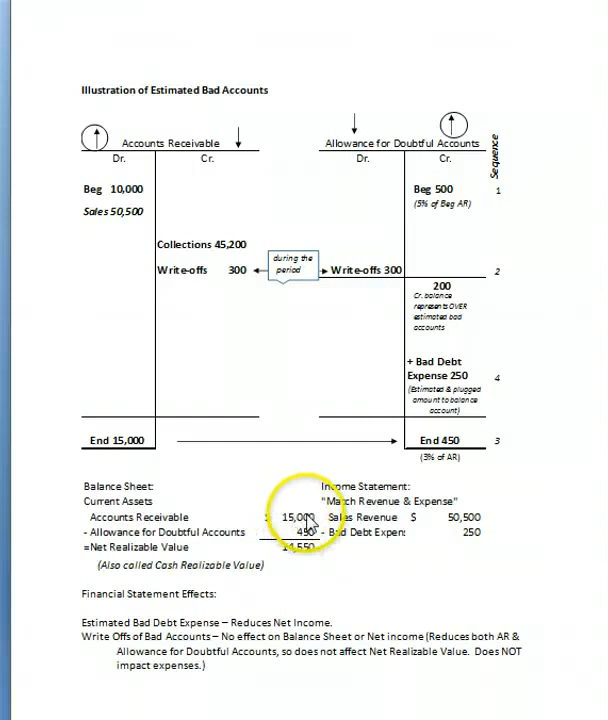 Illustration of Estimated Bad Accounts
Accounts Receivable
Allowance for Doubtful Accounts
Sequence
Dr.
Cr.
Dr.
Cr.
Beg 10,000
Beg 500
1
Sales 50,500
(5% of Beg AR)
Collections 45,200
during the
period
Write-offs 300
Write-offs 300
2
200
Cr. balance
represents OVER
estimated bad
accounts
+ Bad Debt
Expense 250
4
(Estimated & plugged
amount to balance
account)
End 15,000
End 450
3
(3% of AR)
Balance Sheet:
Income Statement:
Current Assets
"Match Revenue & Expense"
Accounts Receivable $ 15,000
Sales Revenue $ 50,500
- Allowance for Doubtful Accounts 450
- Bad Debt Expens 250
=Net Realizable Value 14,550
(Also called Cash Realizable Value)
Financial Statement Effects:
Estimated Bad Debt Expense – Reduces Net Income.
Write Offs of Bad Accounts – No effect on Balance Sheet or Net income (Reduces both AR &
Allowance for Doubtful Accounts, so does not affect Net Realizable Value. Does NOT
impact expenses.)